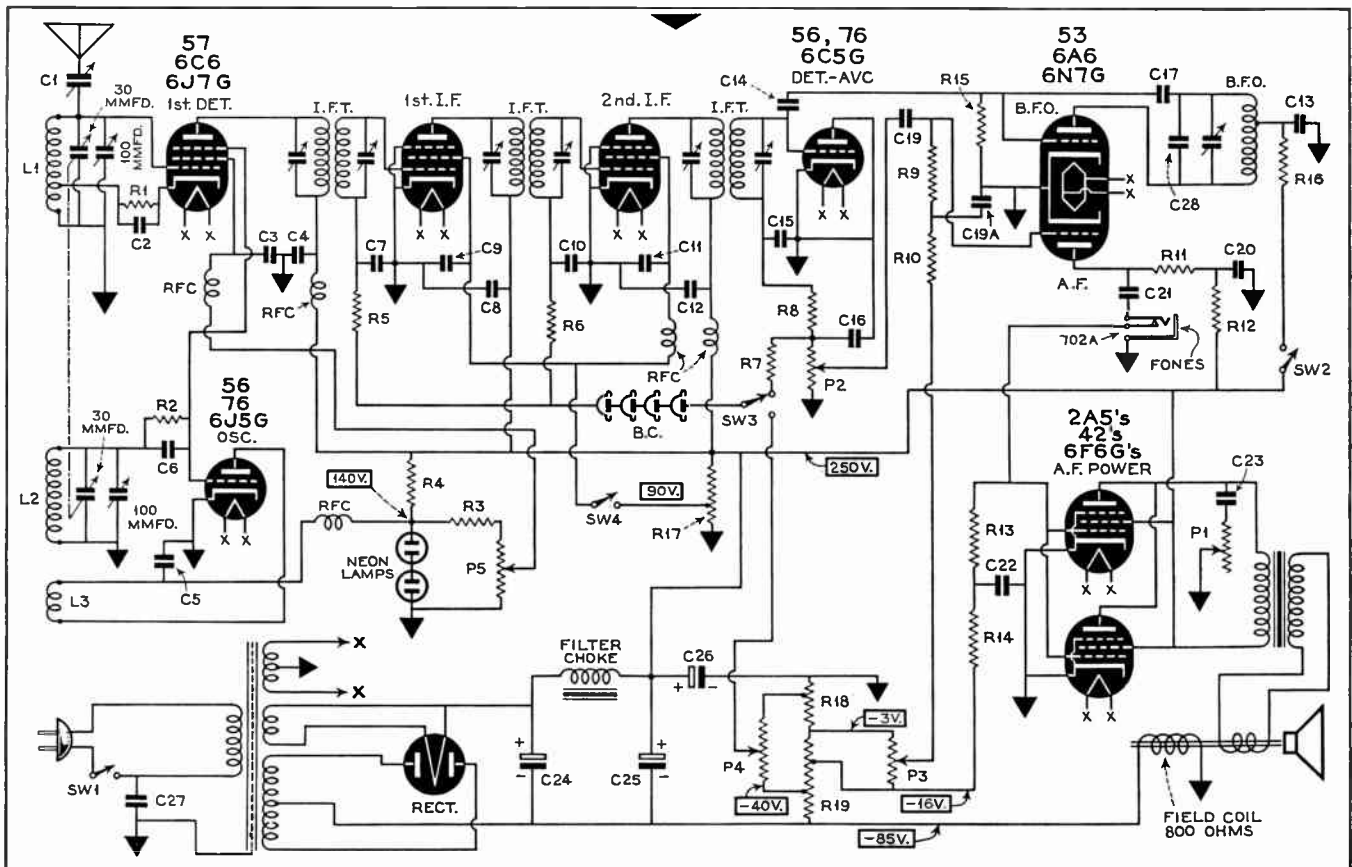 57
6C6
6J7G
1st. DET.
C1
30
MMFD.
100
MMFD.
L1
R1
C2
I.F.T.
1st. I.F.
I.F.T.
2nd. I.F.
I.F.T.
C14
56, 76
6C5G
DET.-AVC
C19
R15
53
6A6
6N7G
B.F.O.
C17
B.F.O.
C13
X X
X X
X X
X X
X
X
R9
C28
R16
C3
C4
C7
C9
C10
C11
C15
C19A
R10
RFC
RFC
C8
C12
R5
R6
R8
C16
A.F.
R11
C20
C21
R12
702A
FONES
RFC
R7
P2
SW2
56
76
6J5G
OSC.
R2
30
MMFD.
C6
B.C.
SW3
2A5's
42's
6F6G's
A.F. POWER
L2
100
MMFD.
X X
140V.
R4
90V.
250V.
C23
RFC
R3
SW4
R17
R13
P1
C5
NEON
LAMPS
P5
C22
X X
L3
R14
X
X
FILTER
CHOKE
C26
+ -
R18
-3V.
X X
SW1
C27
RECT.
+
-
C24
+
-
C25
P4
P3
-40V.
R19
-16V.
-85V.
FIELD COIL
800 OHMS